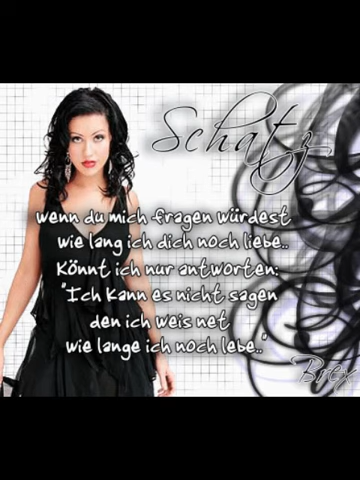 Schatz
wenn du mich fragen würdest
wie lang ich dich noch liebe..
Könnt ich nur antworten:
"Ich kann es nicht sagen
den ich weis net
wie lange ich noch lebe.."
Brex